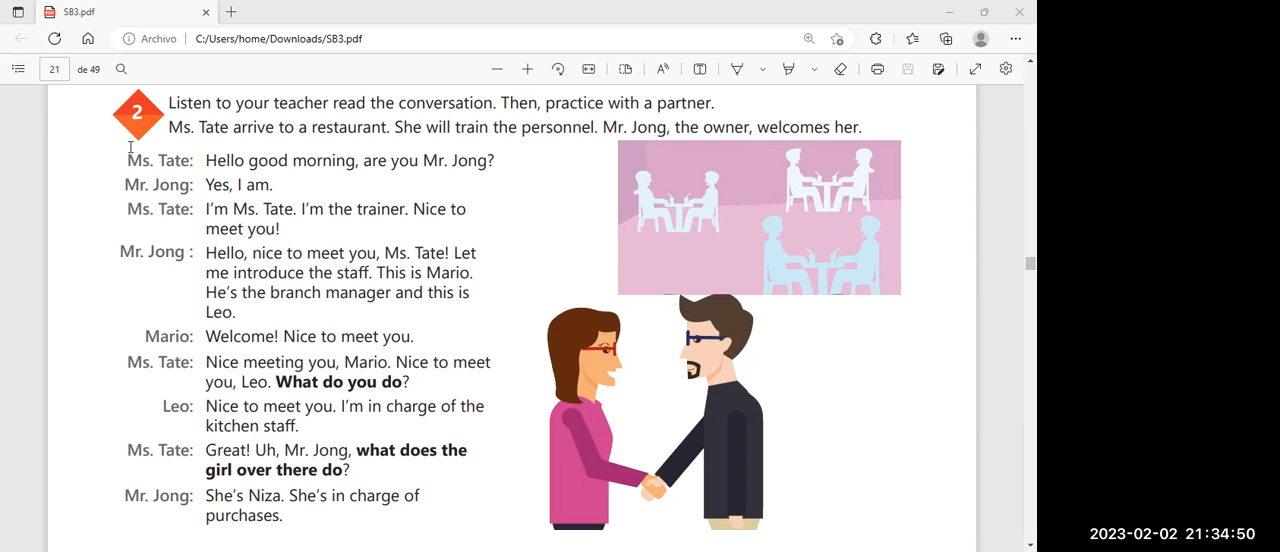 SB3.pdf
Archivo
C:/Users/home/Downloads/SB3.pdf
21
de 49
2
Listen to your teacher read the conversation. Then, practice with a partner.
Ms. Tate arrive to a restaurant. She will train the personnel. Mr. Jong, the owner, welcomes her.
Ms. Tate: Hello good morning, are you Mr. Jong?
Mr. Jong: Yes, I am.
Ms. Tate: I'm Ms. Tate. I'm the trainer. Nice to
meet you!
Mr. Jong : Hello, nice to meet you, Ms. Tate! Let
me introduce the staff. This is Mario.
He's the branch manager and this is
Leo.
Mario: Welcome! Nice to meet you.
Ms. Tate: Nice meeting you, Mario. Nice to meet
you, Leo. What do you do?
Leo: Nice to meet you. I'm in charge of the
kitchen staff.
Ms. Tate: Great! Uh, Mr. Jong, what does the
girl over there do?
Mr. Jong: She's Niza. She's in charge of
purchases.
2023-02-02 21:34:50